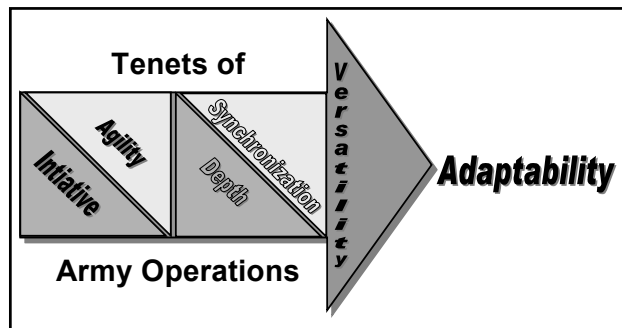 Tenets of
Intiative
Agility
Depth
Synchronization
Versatility
Adaptability
Army Operations